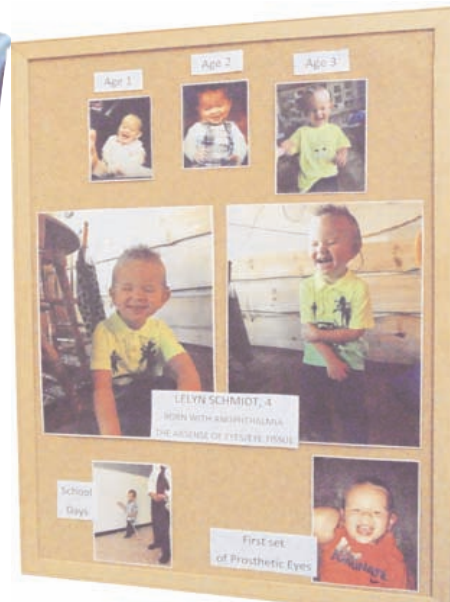 Age 1
Age 2
Age 3
LELYN SCHMIDT, 4
BORN WITH ANOPHTHALMIA
THE ABSENSE OF EYES/EYE TISSUE
School
days
First set
of Prosthetic Eyes